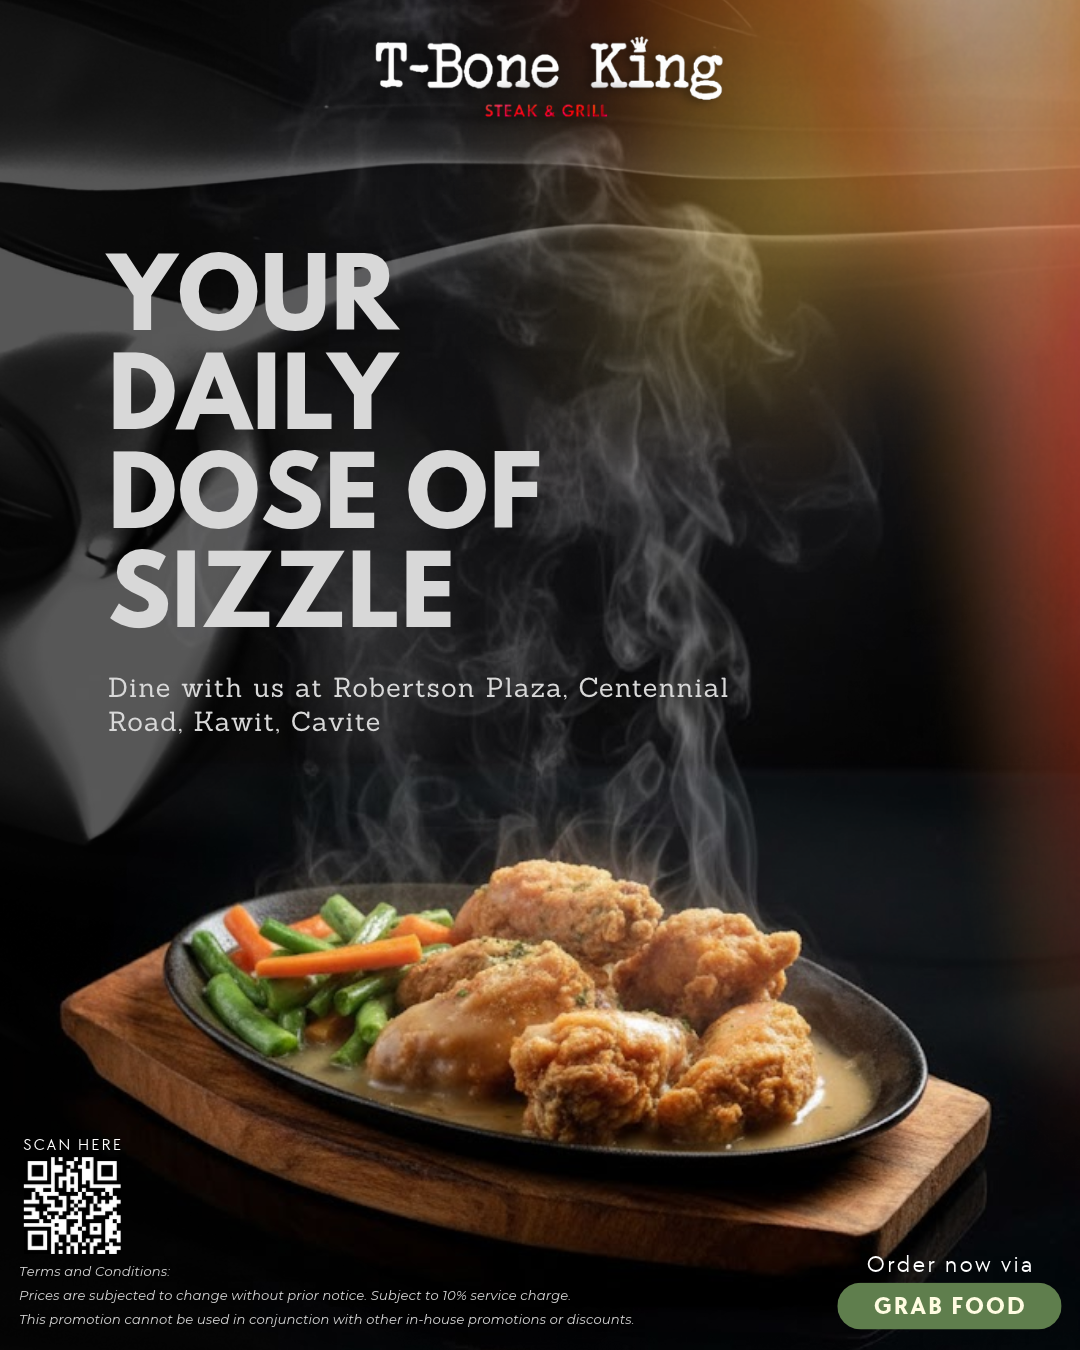 T-Bone King
STEAK & GRILL
YOUR
DAILY
DOSE OF
SIZZLE
Dine with us at Robertson Plaza, Centennial
Road, Kawit, Cavite
SCAN HERE
Terms and Conditions:
Prices are subjected to change without prior notice. Subject to 10% service charge.
This promotion cannot be used in conjunction with other in-house promotions or discounts.
Order now via
GRAB FOOD